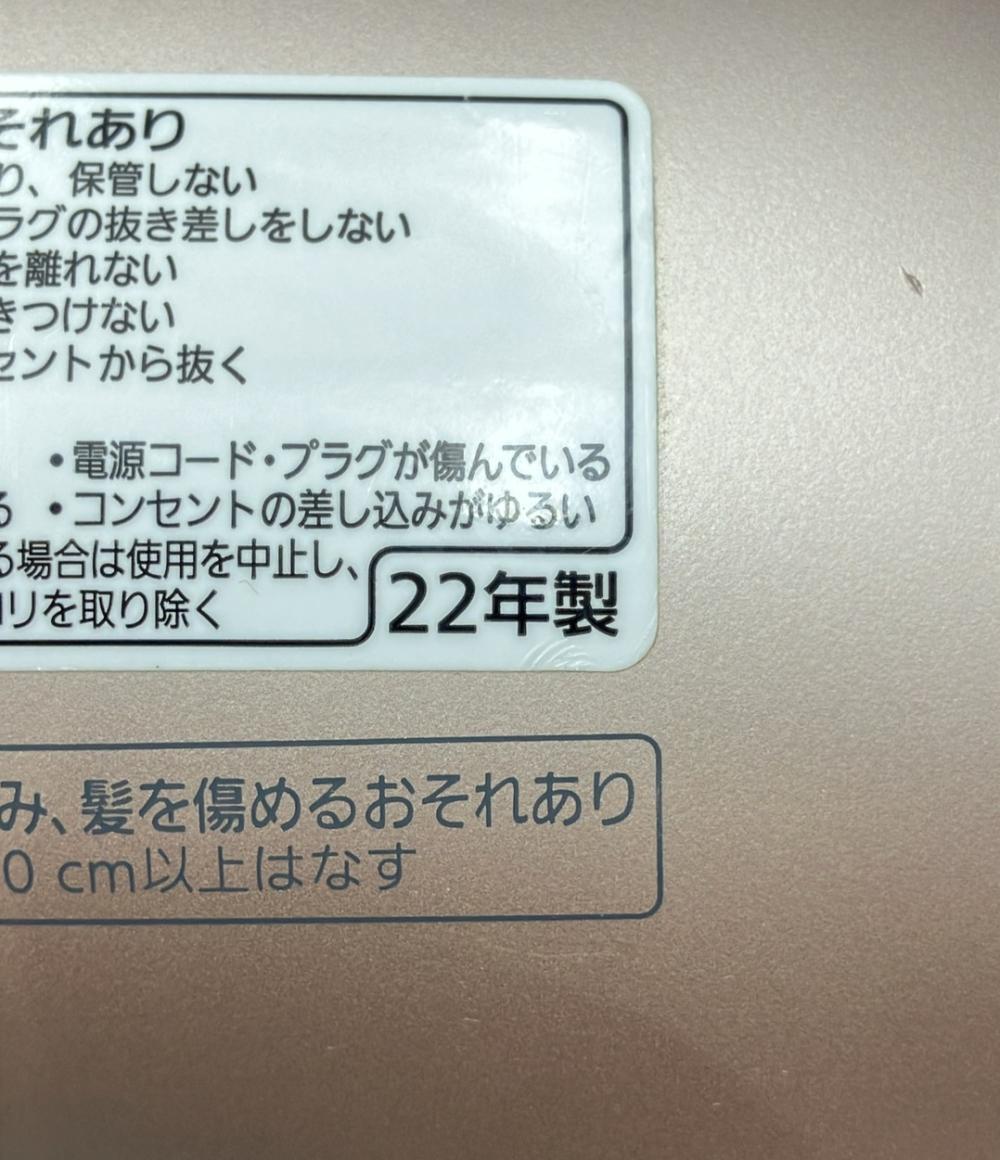 それあり
り、保管しない
ラグの抜き差しをしない
を離れない
きつけない
セントから抜く
・電源コード・プラグが傷んでいる
る ・コンセントの差し込みがゆるい
る場合は使用を中止し、
コリを取り除く
22年製
み、髪を傷めるおそれあり
0 cm以上はなす